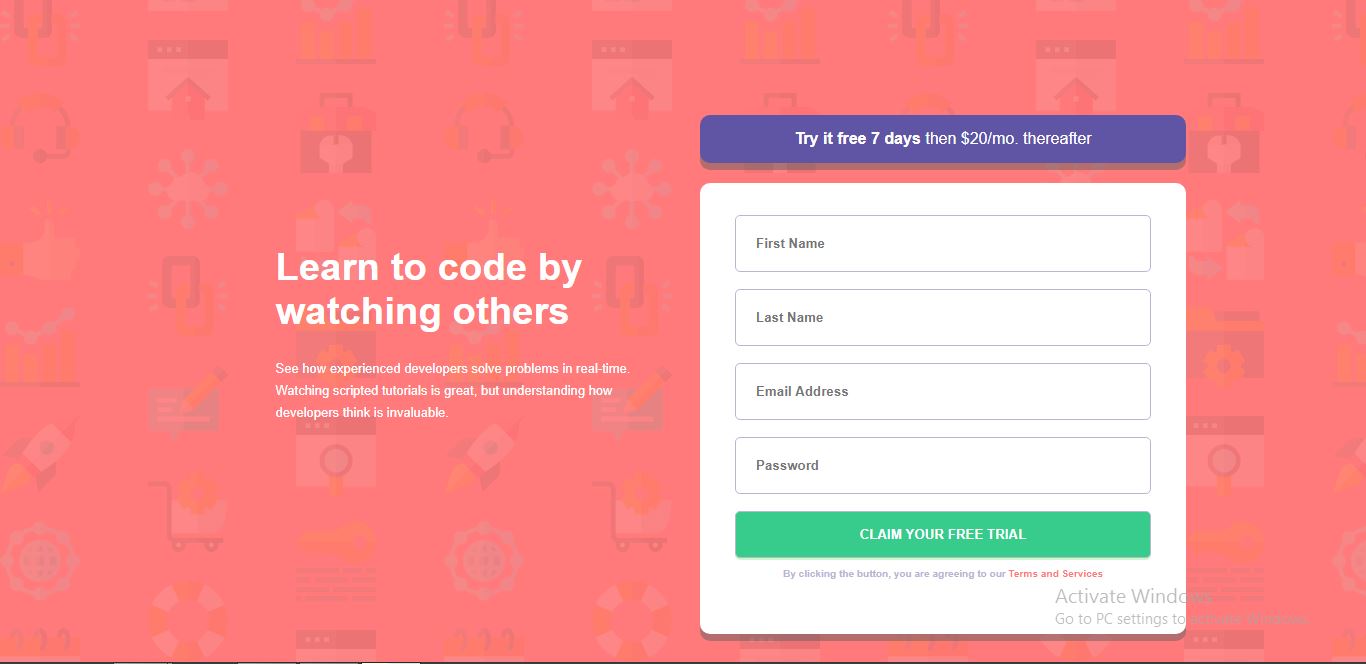 Learn to code by
watching others
See how experienced developers solve problems in real-time.
Watching scripted tutorials is great, but understanding how
developers think is invaluable.
Try it free 7 days then $20/mo. thereafter
First Name
Last Name
Email Address
Password
CLAIM YOUR FREE TRIAL
By clicking the button, you are agreeing to our Terms and Services
Activate Windows
Go to PC settings to activate Windows.